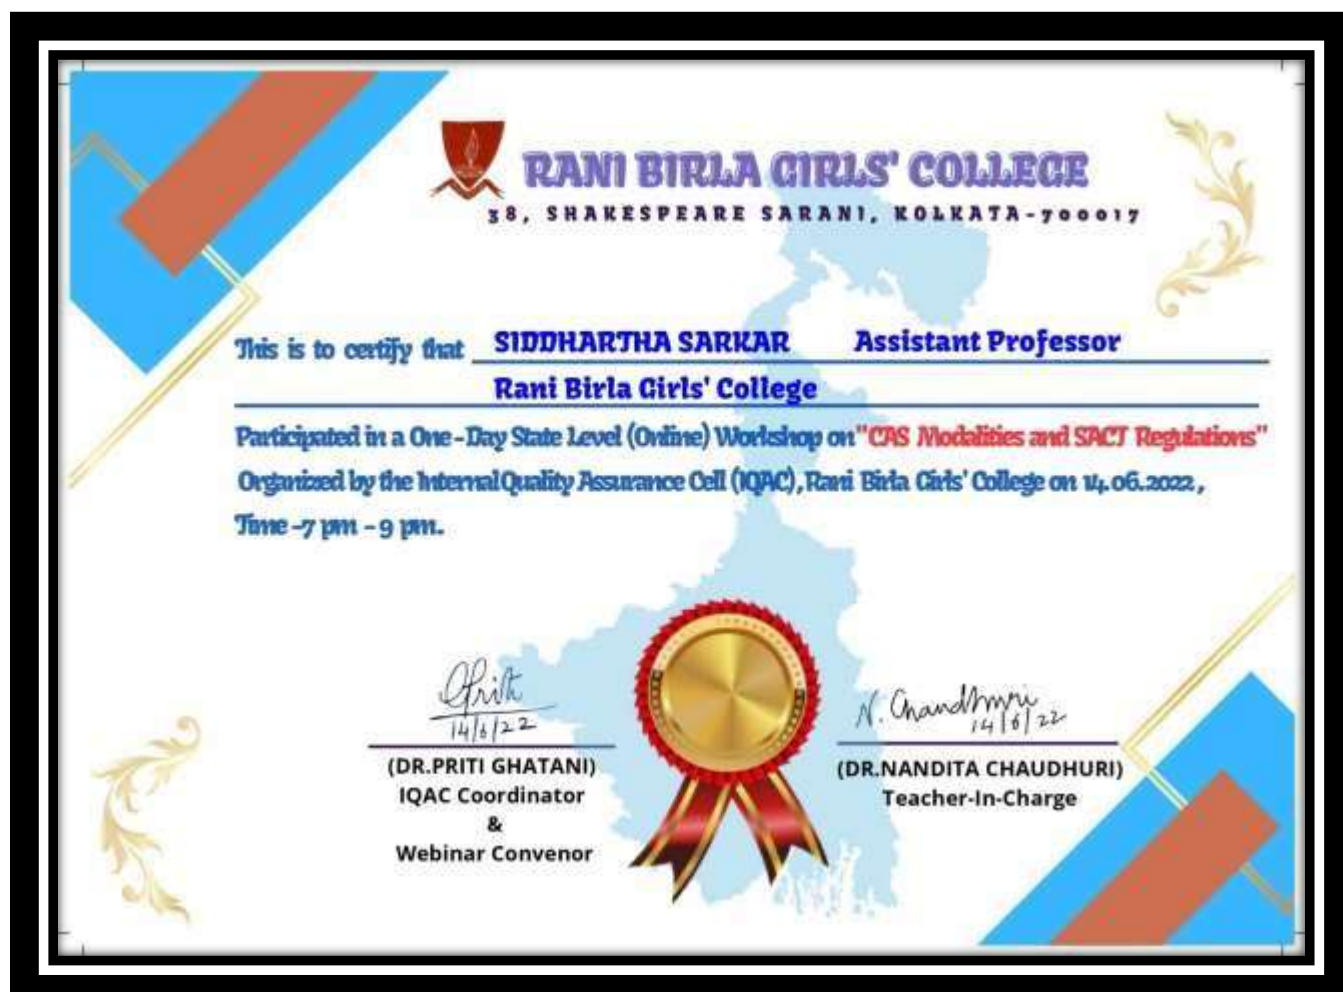 RANI BIRLA GIRLS' COLLEGE
38, SHAKESPEARE SARANI, KOLKATA-700017
This is to certify that SIDDHARTHA SARKAR Assistant Professor
Rani Birla Girls' College
Participated in a One-Day State Level (Online) Workshop on "CAS Modalities and SACT Regulations"
Organized by the Internal Quality Assurance Cell (IQAC), Rani Birla Girls' College on 14.06.2022,
Time -7 pm - 9 pm.
Priti
14/6/22
N. Chaudhuri
14/6/22
(DR.PRITI GHATANI)
IQAC Coordinator
&
Webinar Convenor
(DR.NANDITA CHAUDHURI)
Teacher-In-Charge